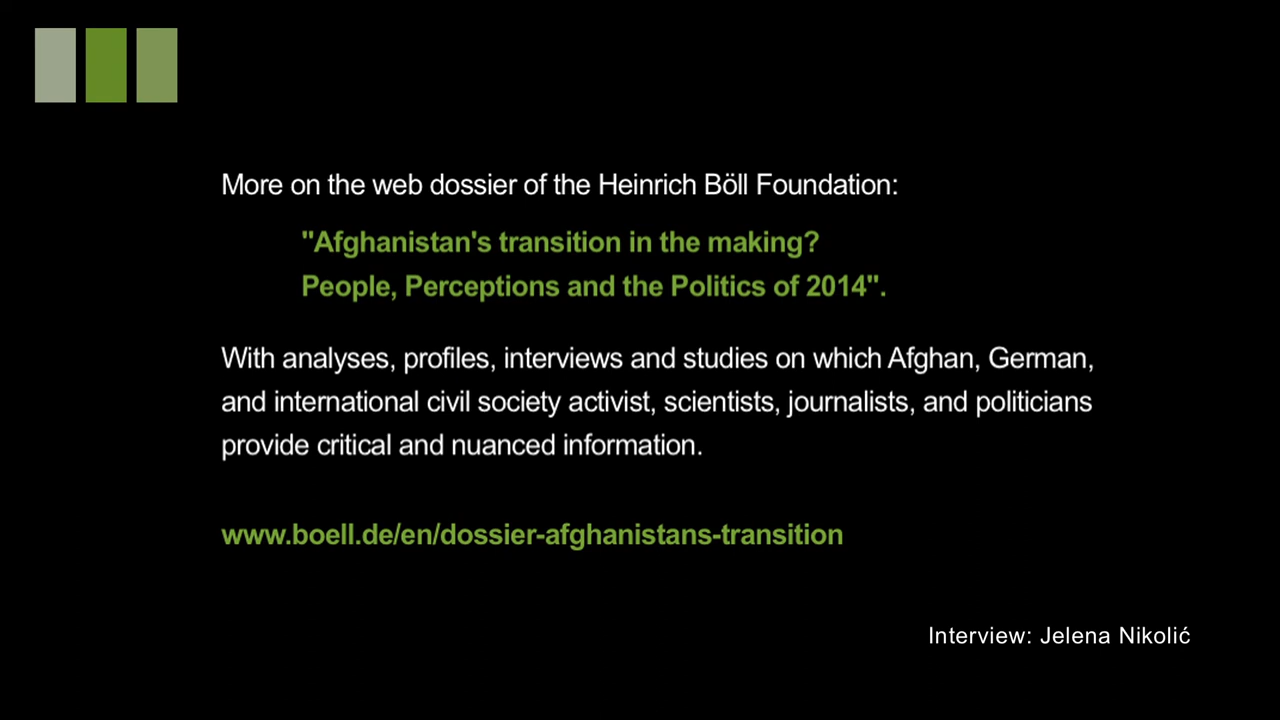 More on the web dossier of the Heinrich Böll Foundation:
"Afghanistan's transition in the making?
People, Perceptions and the Politics of 2014".
With analyses, profiles, interviews and studies on which Afghan, German,
and international civil society activist, scientists, journalists, and politicians
provide critical and nuanced information.
www.boell.de/en/dossier-afghanistans-transition
Interview: Jelena Nikolić